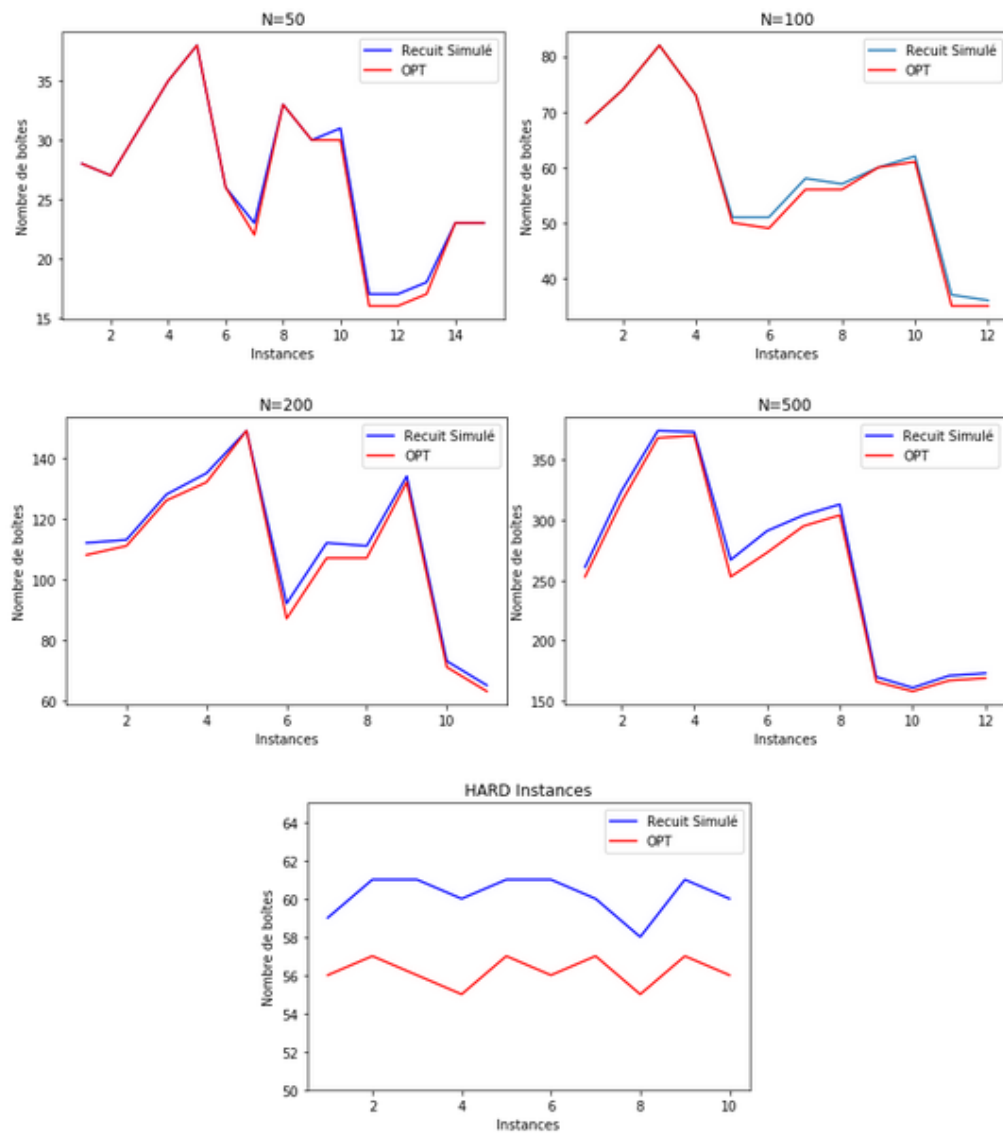 N=50
Nombre de boîtes
35
30
25
20
15
2 4 6 8 10 12 14
Instances
Recuit Simulé
OPT
N=100
Nombre de boîtes
80
70
60
50
40
2 4 6 8 10 12
Instances
Recuit Simulé
OPT
N=200
Nombre de boîtes
140
120
100
80
60
2 4 6 8 10
Instances
Recuit Simulé
OPT
N=500
Nombre de boîtes
350
300
250
200
150
2 4 6 8 10 12
Instances
Recuit Simulé
OPT
HARD Instances
Nombre de boîtes
64
62
60
58
56
54
52
50
2 4 6 8 10
Instances
Recuit Simulé
OPT